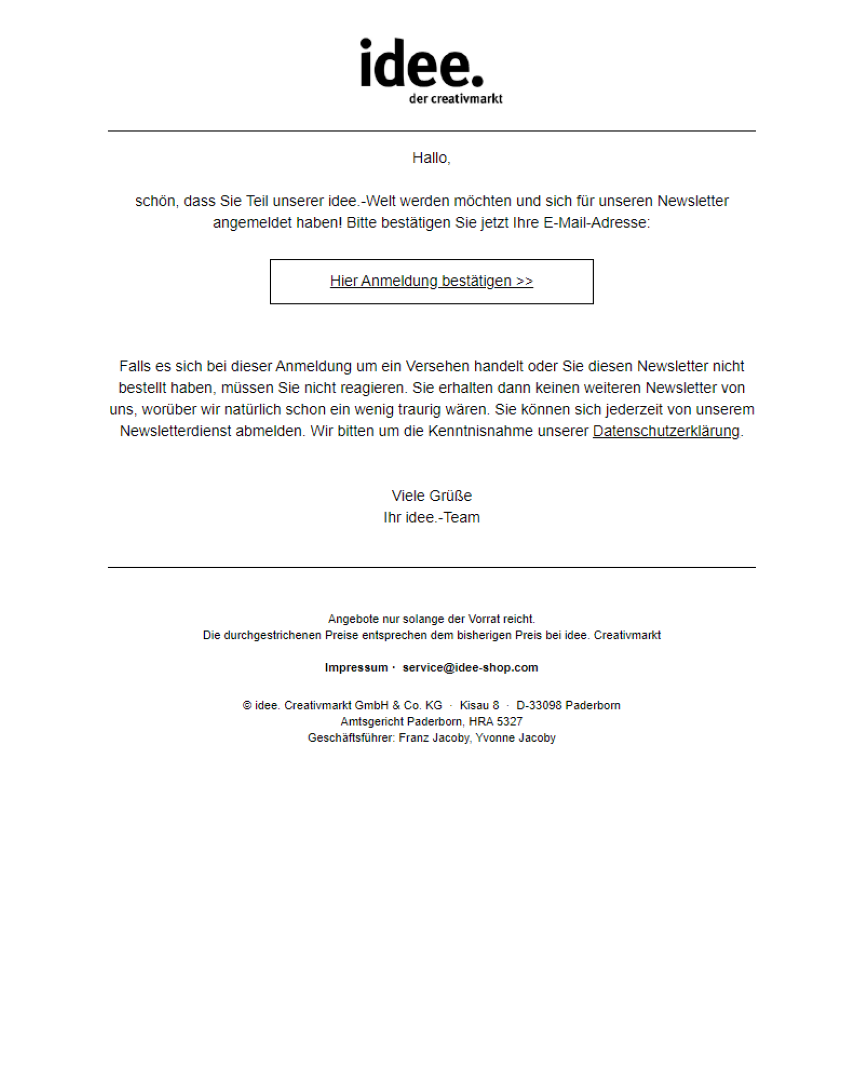 idee.
der creativmarkt
Hallo,
schön, dass Sie Teil unserer idee.-Welt werden möchten und sich für unseren Newsletter
angemeldet haben! Bitte bestätigen Sie jetzt Ihre E-Mail-Adresse:
Hier Anmeldung bestätigen >>
Falls es sich bei dieser Anmeldung um ein Versehen handelt oder Sie diesen Newsletter nicht
bestellt haben, müssen Sie nicht reagieren. Sie erhalten dann keinen weiteren Newsletter von
uns, worüber wir natürlich schon ein wenig traurig wären. Sie können sich jederzeit von unserem
Newsletterdienst abmelden. Wir bitten um die Kenntnisnahme unserer Datenschutzerklärung.
Viele Grüße
Ihr idee.-Team
Angebote nur solange der Vorrat reicht.
Die durchgestrichenen Preise entsprechen dem bisherigen Preis bei idee. Creativmarkt
Impressum · service@idee-shop.com
© idee. Creativmarkt GmbH & Co. KG · Kisau 8 · D-33098 Paderborn
Amtsgericht Paderborn, HRA 5327
Geschäftsführer: Franz Jacoby, Yvonne Jacoby